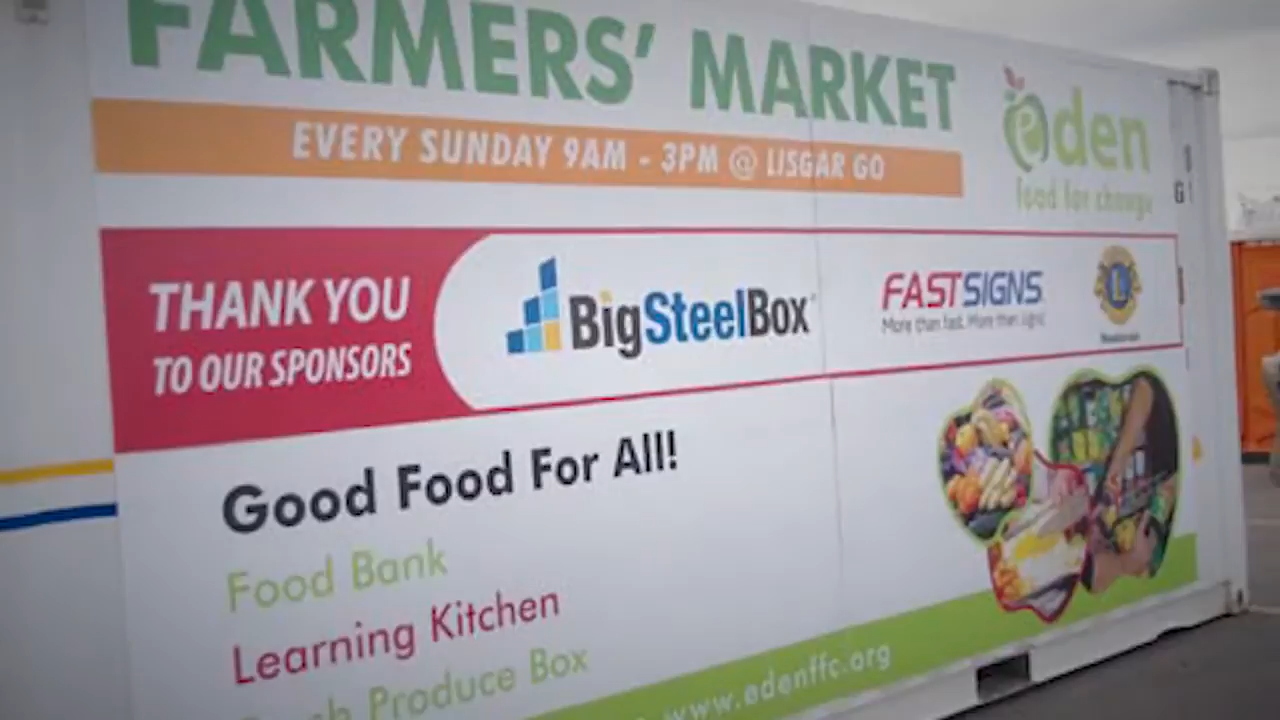 FARMERS' MARKET
EVERY SUNDAY 9AM - 3PM @ LISGAR GO
eden
food for change
THANK YOU
TO OUR SPONSORS
BigSteelBox
FASTSIGNS
More than fast. More than signs.
L
Good Food For All!
Food Bank
Learning Kitchen
Produce Box
www.edenffc.org
G